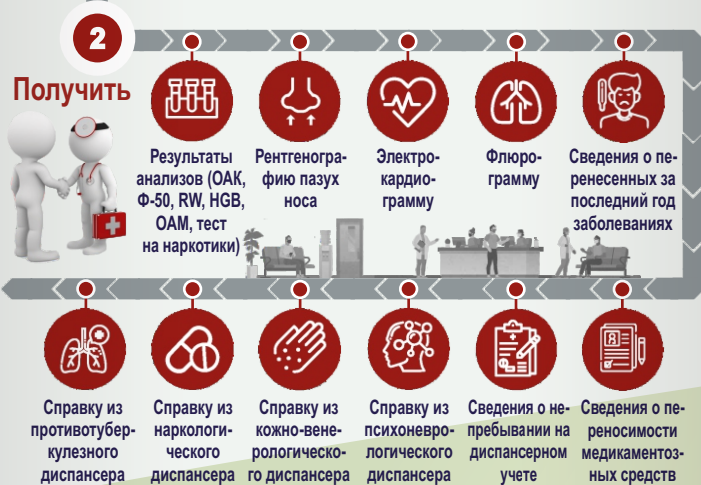 2
Получить
Результаты
анализов (ОАК,
Ф-50, RW, HGB,
ОАМ, тест
на наркотики)
Рентгеногра-
фию пазух
носа
Электро-
кардио-
грамму
Флюро-
грамму
Сведения о пе-
ренесенных за
последний год
заболеваниях
Справку из
противотубер-
кулезного
диспансера
Справку из
наркологи-
ческого
диспансера
Справку из
кожно-вене-
рологическо-
го диспансера
Справку из
психоневро-
логического
диспансера
Сведения о не-
пребывании на
диспансерном
учете
Сведения о пе-
реносимости
медикаментоз-
ных средств